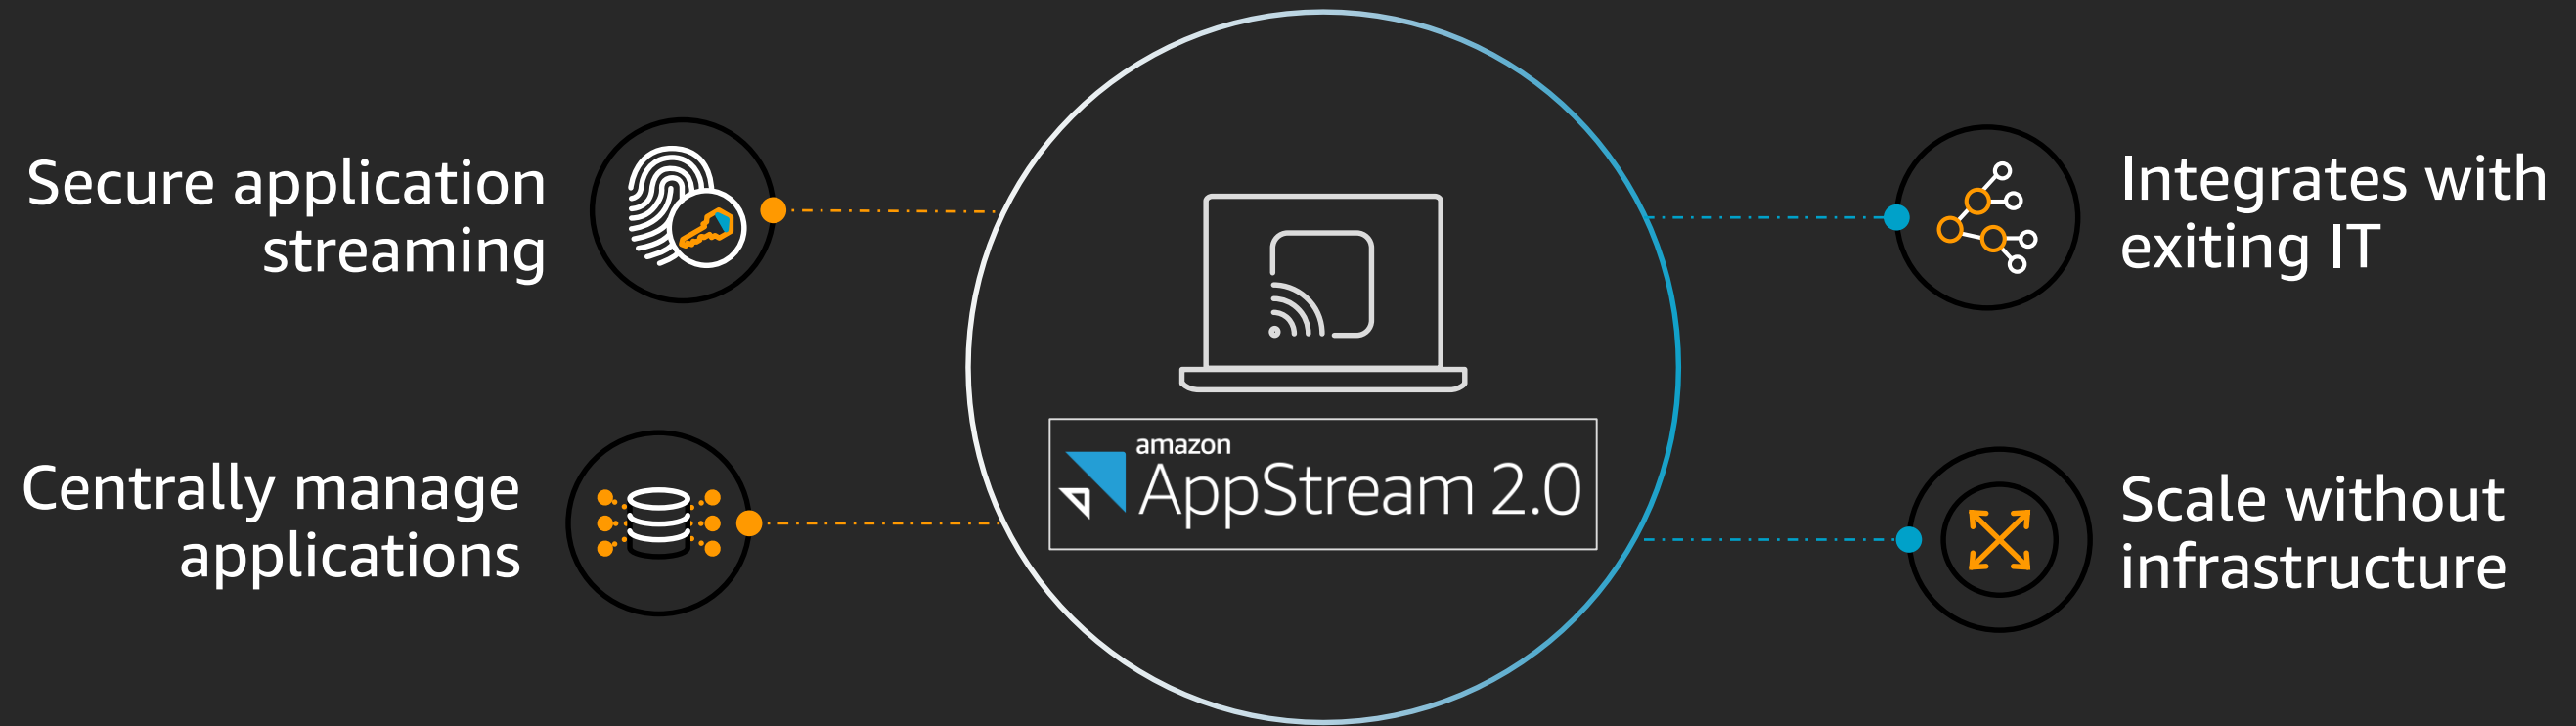 Secure application
streaming
Centrally manage
applications
amazon
AppStream 2.0
Integrates with
exiting IT
Scale without
infrastructure